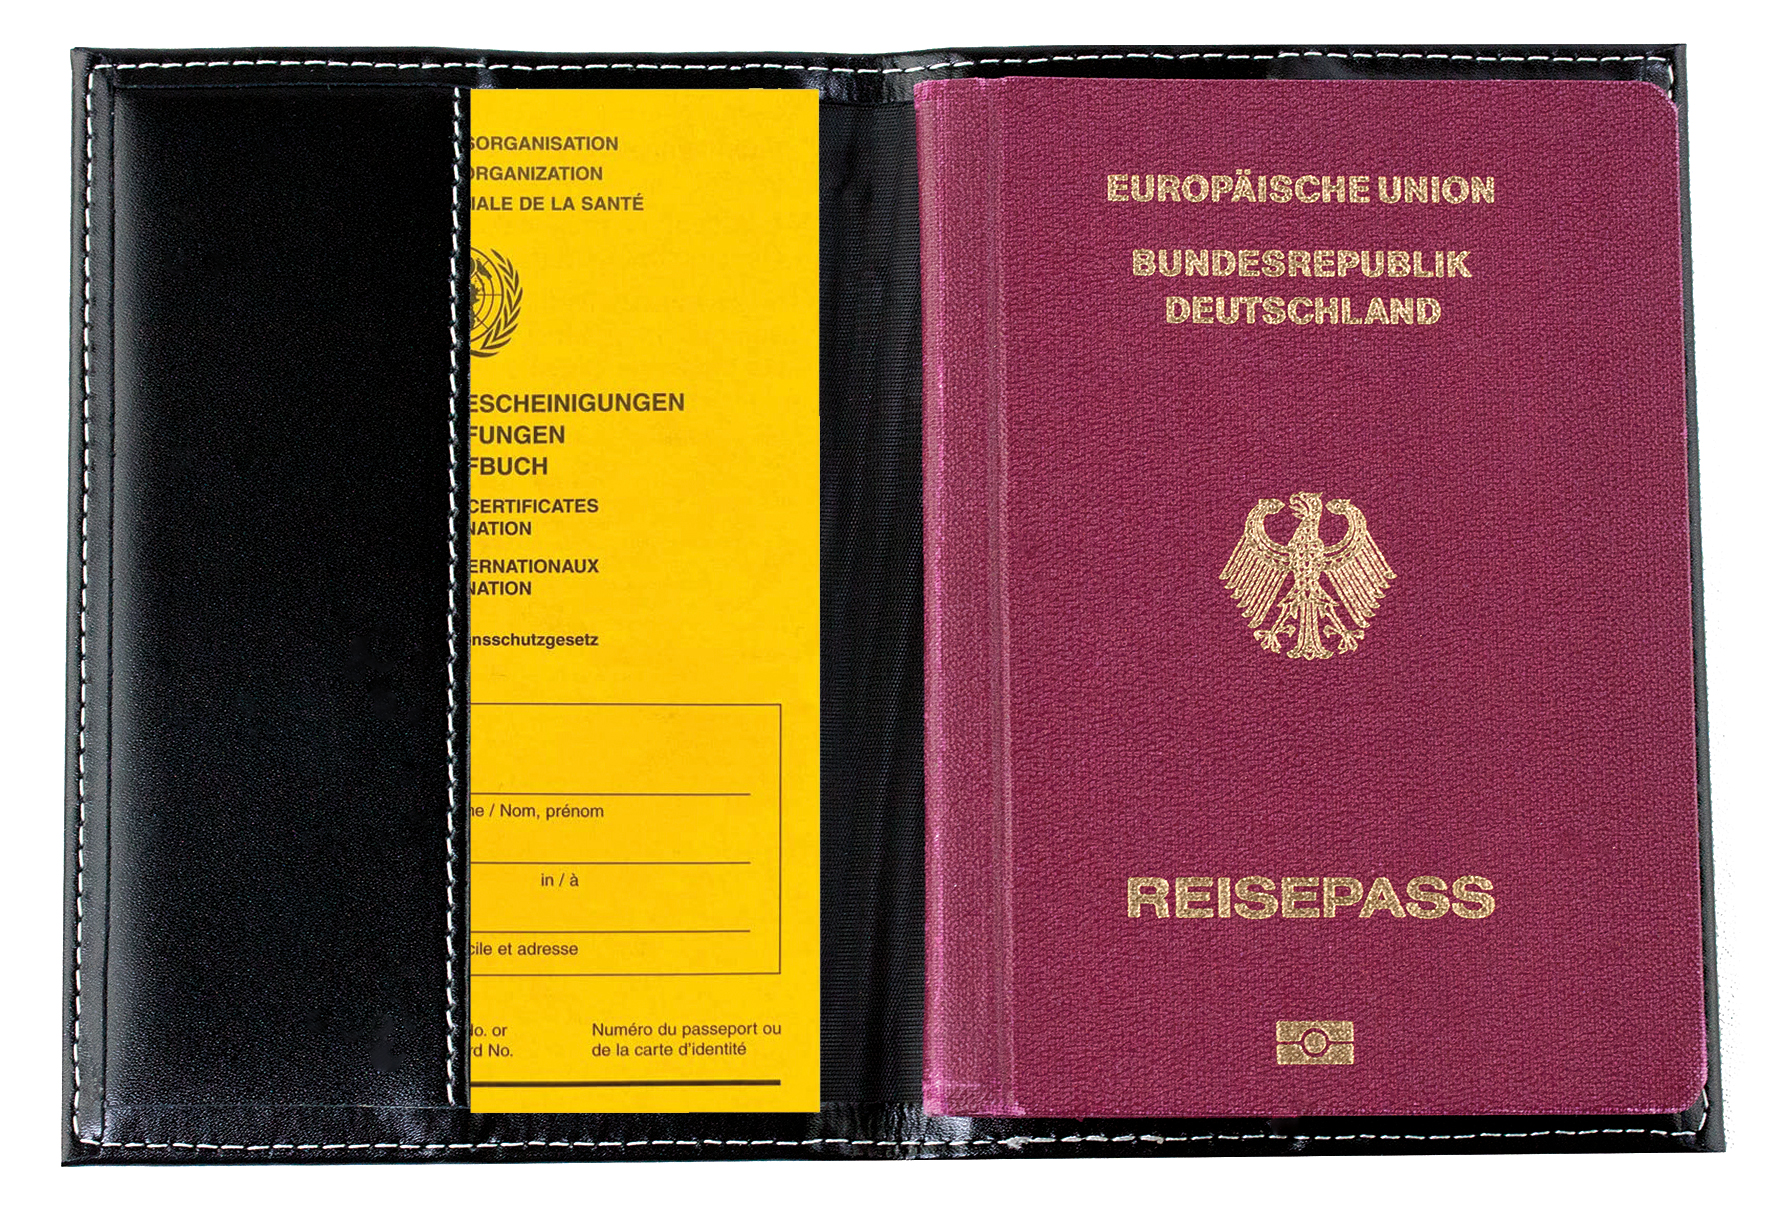 SORGANISATION
ORGANIZATION
IALE DE LA SANTÉ
ESCHEINIGUNGEN
FUNGEN
FBUCH
CERTIFICATES
NATION
ERNATIONAUX
NATION
nsschutzgesetz
ne / Nom, prénom
in / à
cile et adresse
No. or
rd No.
Numéro du passeport ou
de la carte d'identité
EUROPÄISCHE UNION
BUNDESREPUBLIK
DEUTSCHLAND
REISEPASS